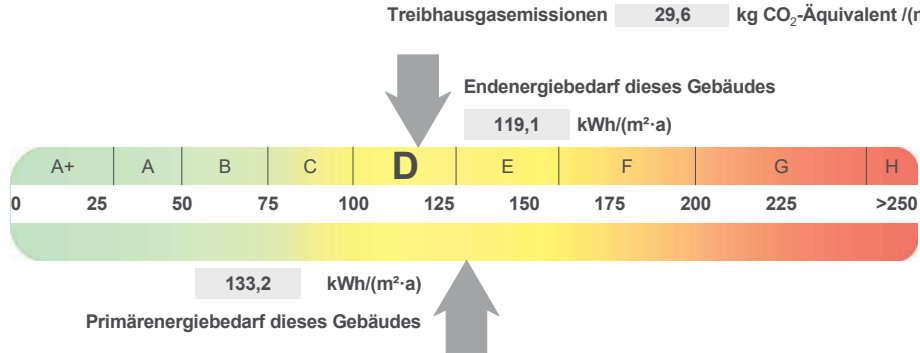 Treibhausgasemissionen 29,6 kg CO₂-Äquivalent /(m
Endenergiebedarf dieses Gebäudes
119,1 kWh/(m²·a)
A+ A B C D E F G H
0 25 50 75 100 125 150 175 200 225 >250
133,2 kWh/(m²·a)
Primärenergiebedarf dieses Gebäudes